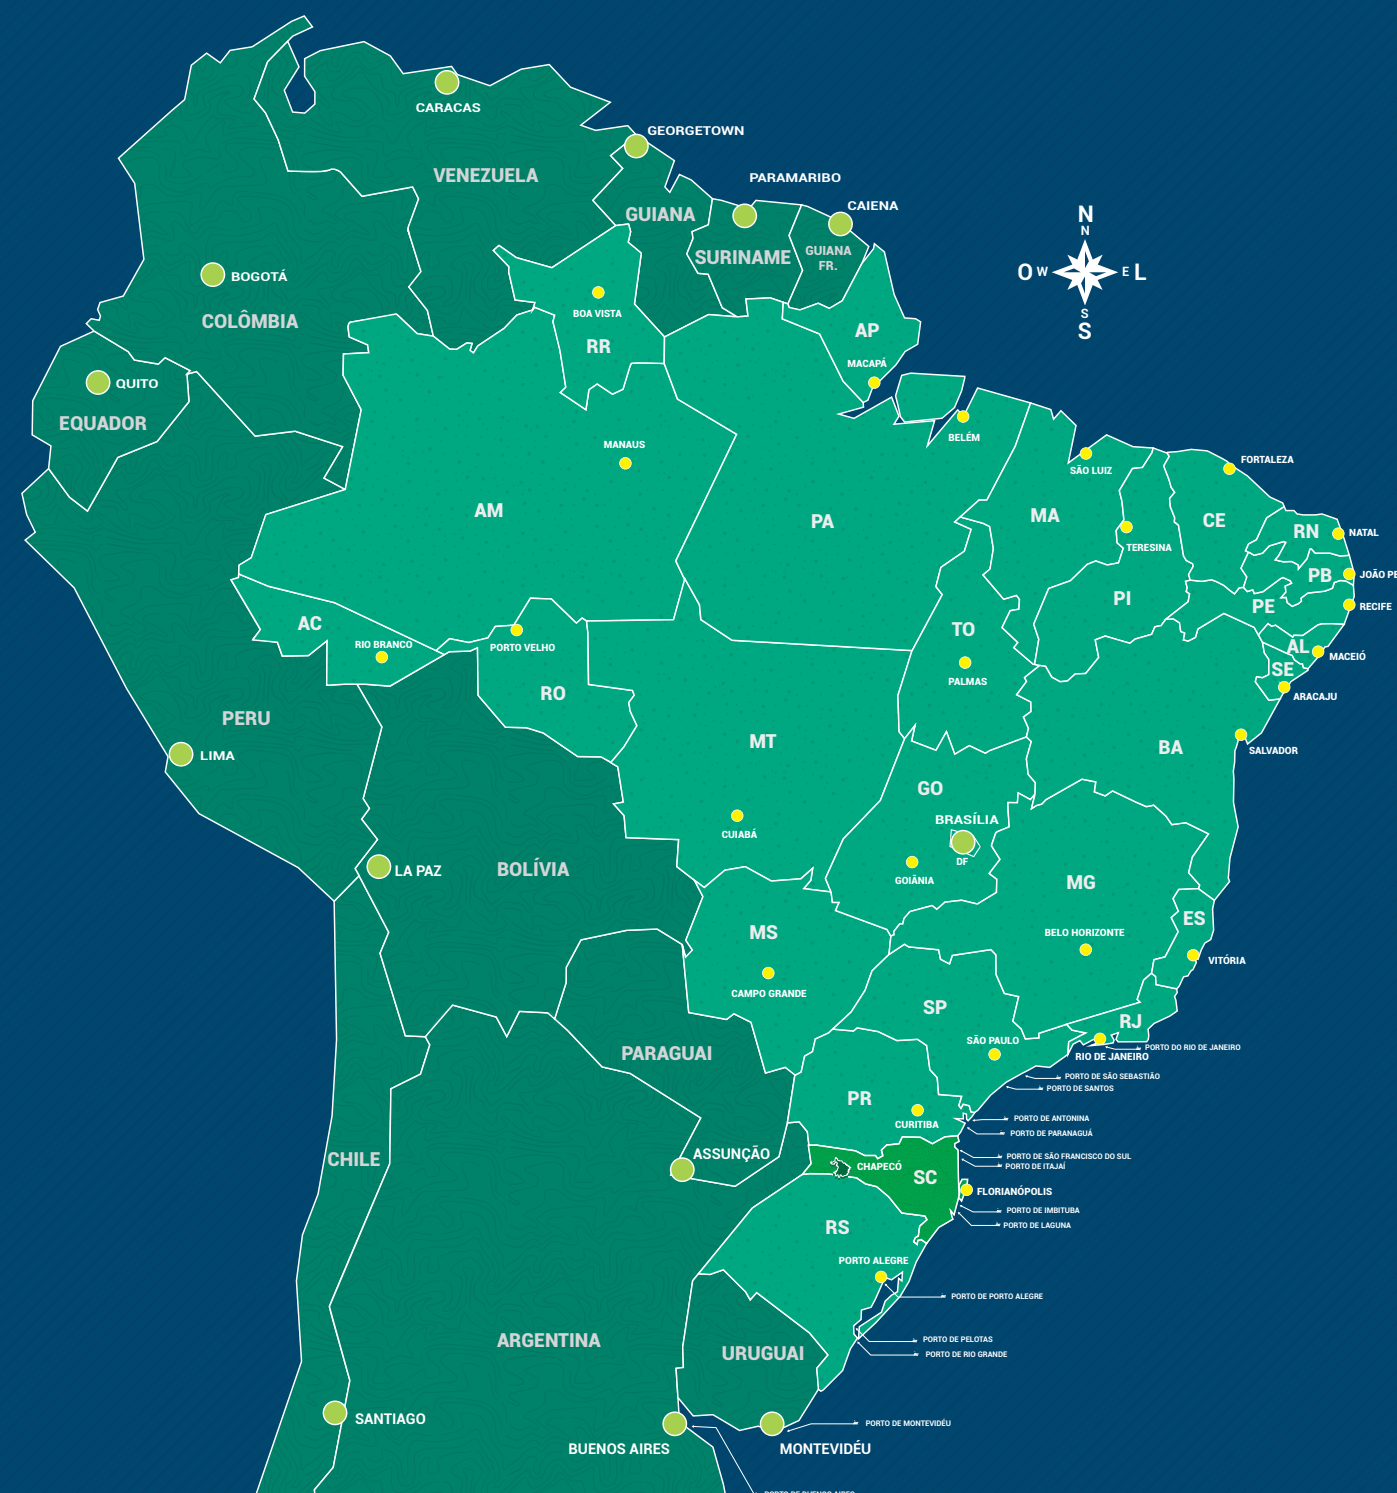 CARACAS
GEORGETOWN
VENEZUELA
PARAMARIBO
GUIANA
CAIENA
N
N
SURINAME
GUIANA
FR.
BOGOTÁ
O W E L
COLÔMBIA
BOA VISTA
S
S
RR
AP
MACAPÁ
QUITO
EQUADOR
MANAUS
BELÉM
SÃO LUIZ
FORTALEZA
AM
PA
MA
CE
RN
NATAL
TERESINA
PB
JOÃO PE
PI
PE
RECIFE
AC
RIO BRANCO
PORTO VELHO
TO
AL
MACEIÓ
SE
PALMAS
RO
ARACAJU
PERU
MT
BA
SALVADOR
LIMA
GO
BRASÍLIA
CUIABÁ
DF
LA PAZ
BOLÍVIA
GOIÂNIA
MG
ES
MS
BELO HORIZONTE
VITÓRIA
CAMPO GRANDE
SP
RJ
SÃO PAULO
PORTO DO RIO DE JANEIRO
RIO DE JANEIRO
PARAGUAI
PORTO DE SÃO SEBASTIÃO
PORTO DE SANTOS
PR
CURITIBA
PORTO DE ANTONINA
PORTO DE PARANAGUÁ
ASSUNÇÃO
CHILE
PORTO DE SÃO FRANCISCO DO SUL
PORTO DE ITAJAÍ
CHAPECÓ
SC
FLORIANÓPOLIS
PORTO DE IMBITUBA
PORTO DE LAGUNA
RS
PORTO ALEGRE
PORTO DE PORTO ALEGRE
ARGENTINA
PORTO DE PELOTAS
PORTO DE RIO GRANDE
URUGUAI
SANTIAGO
PORTO DE MONTEVIDÉU
BUENOS AIRES
MONTEVIDÉU
PORTO DE BUENOS AIRES